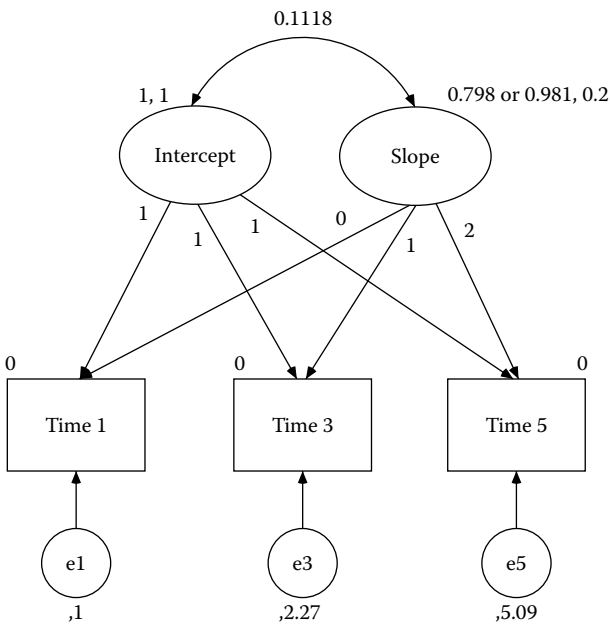 0.1118
1, 1
0.798 or 0.981, 0.2
Intercept
Slope
1
1
1
0
1
2
0
0
0
Time 1
Time 3
Time 5
e1
e3
e5
,1
,2.27
,5.09